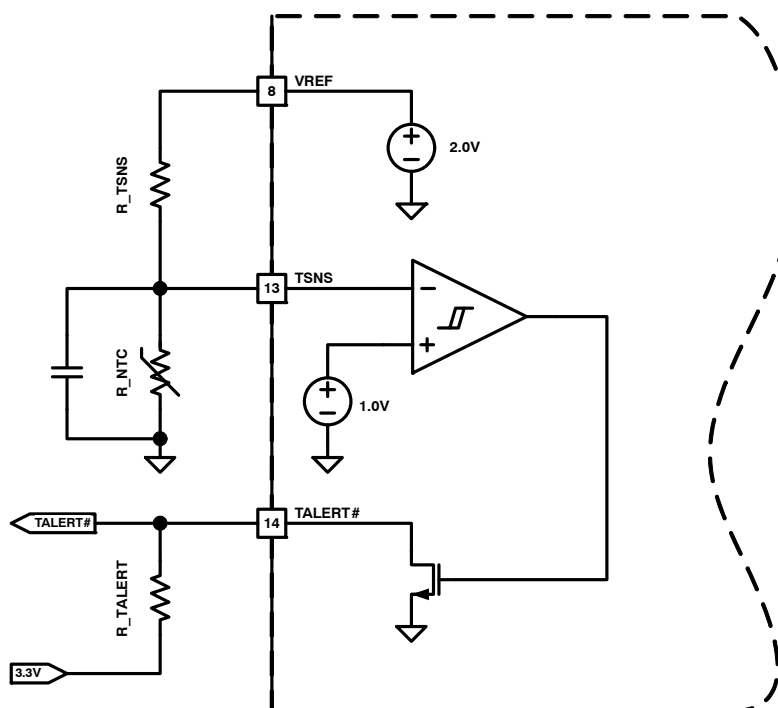 8
VREF
2.0V
R_TSNS
13
TSNS
R_NTC
1.0V
TALERT#
14
TALERT#
R_TALERT
3.3V